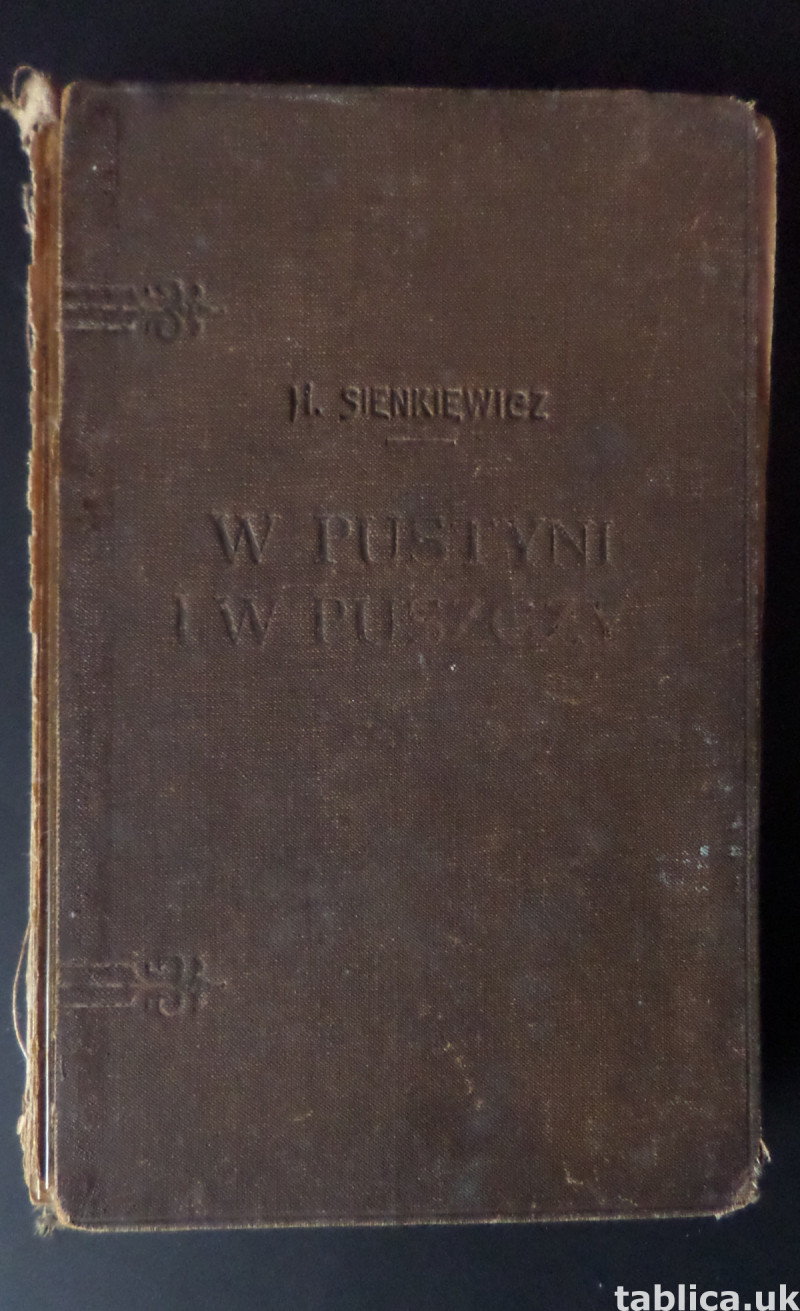 H. SIENKIEWICZ
W PUSTYNI
I W PUSZCZY
tablica.uk